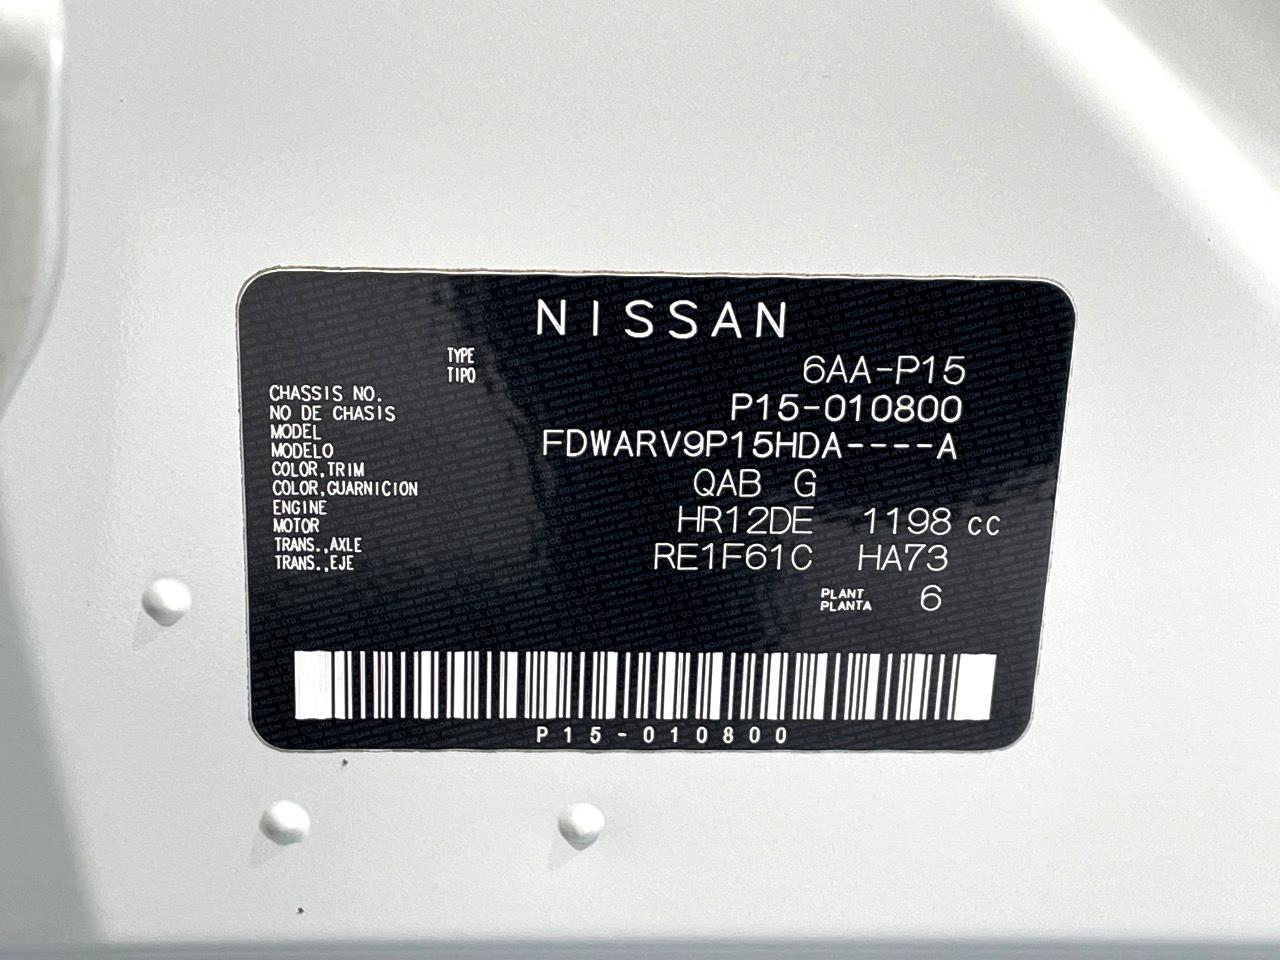 NISSAN
TYPE 6AA-P15
TIPO
CHASSIS NO. P15-010800
NO DE CHASIS
MODEL FDWARV9P15HDA----A
MODELO
COLOR,TRIM QAB G
COLOR,GUARNICION
ENGINE HR12DE 1198 cc
MOTOR
TRANS.,AXLE RE1F61C HA73
TRANS.,EJE
PLANT 6
PLANTA
P15-010800